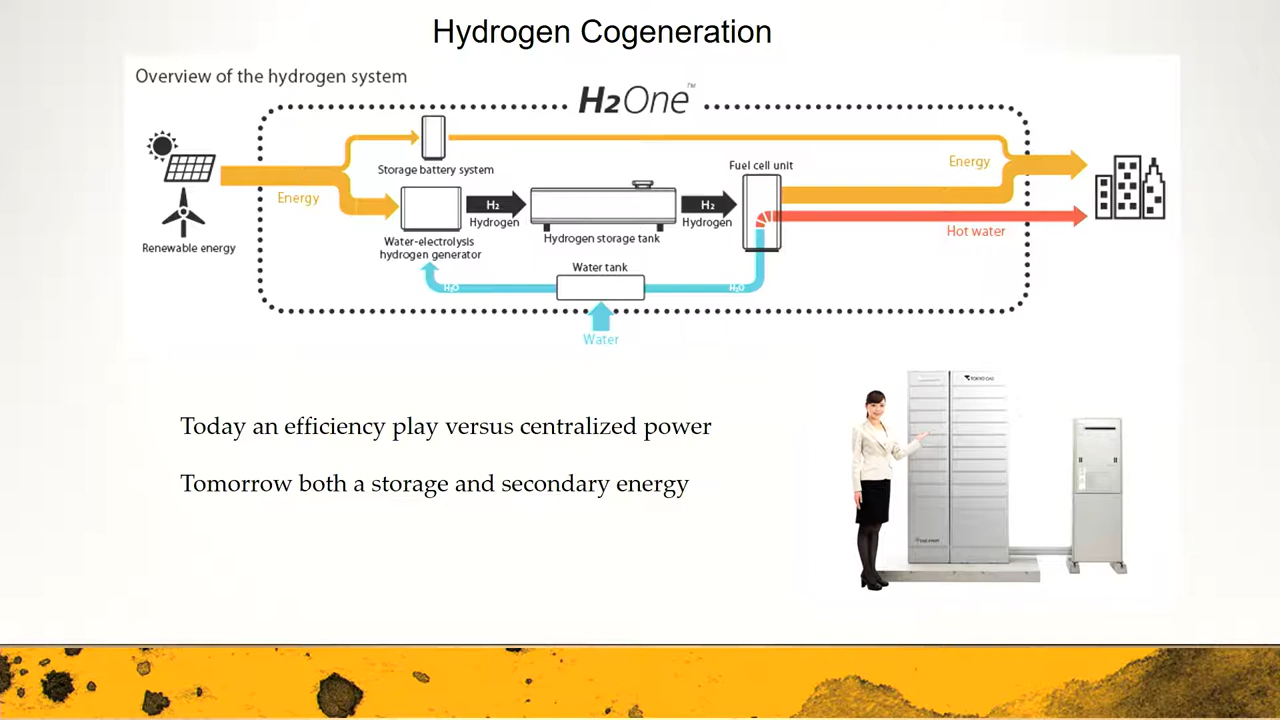 Hydrogen Cogeneration
Overview of the hydrogen system
H2One™
Storage battery system
Fuel cell unit
Energy
Energy
H₂
Hydrogen
H₂
Hydrogen
Hot water
Renewable energy
Water-electrolysis
hydrogen generator
Hydrogen storage tank
Water tank
H₂O
H₂O
Water
TOKYO GAS
Today an efficiency play versus centralized power
Tomorrow both a storage and secondary energy